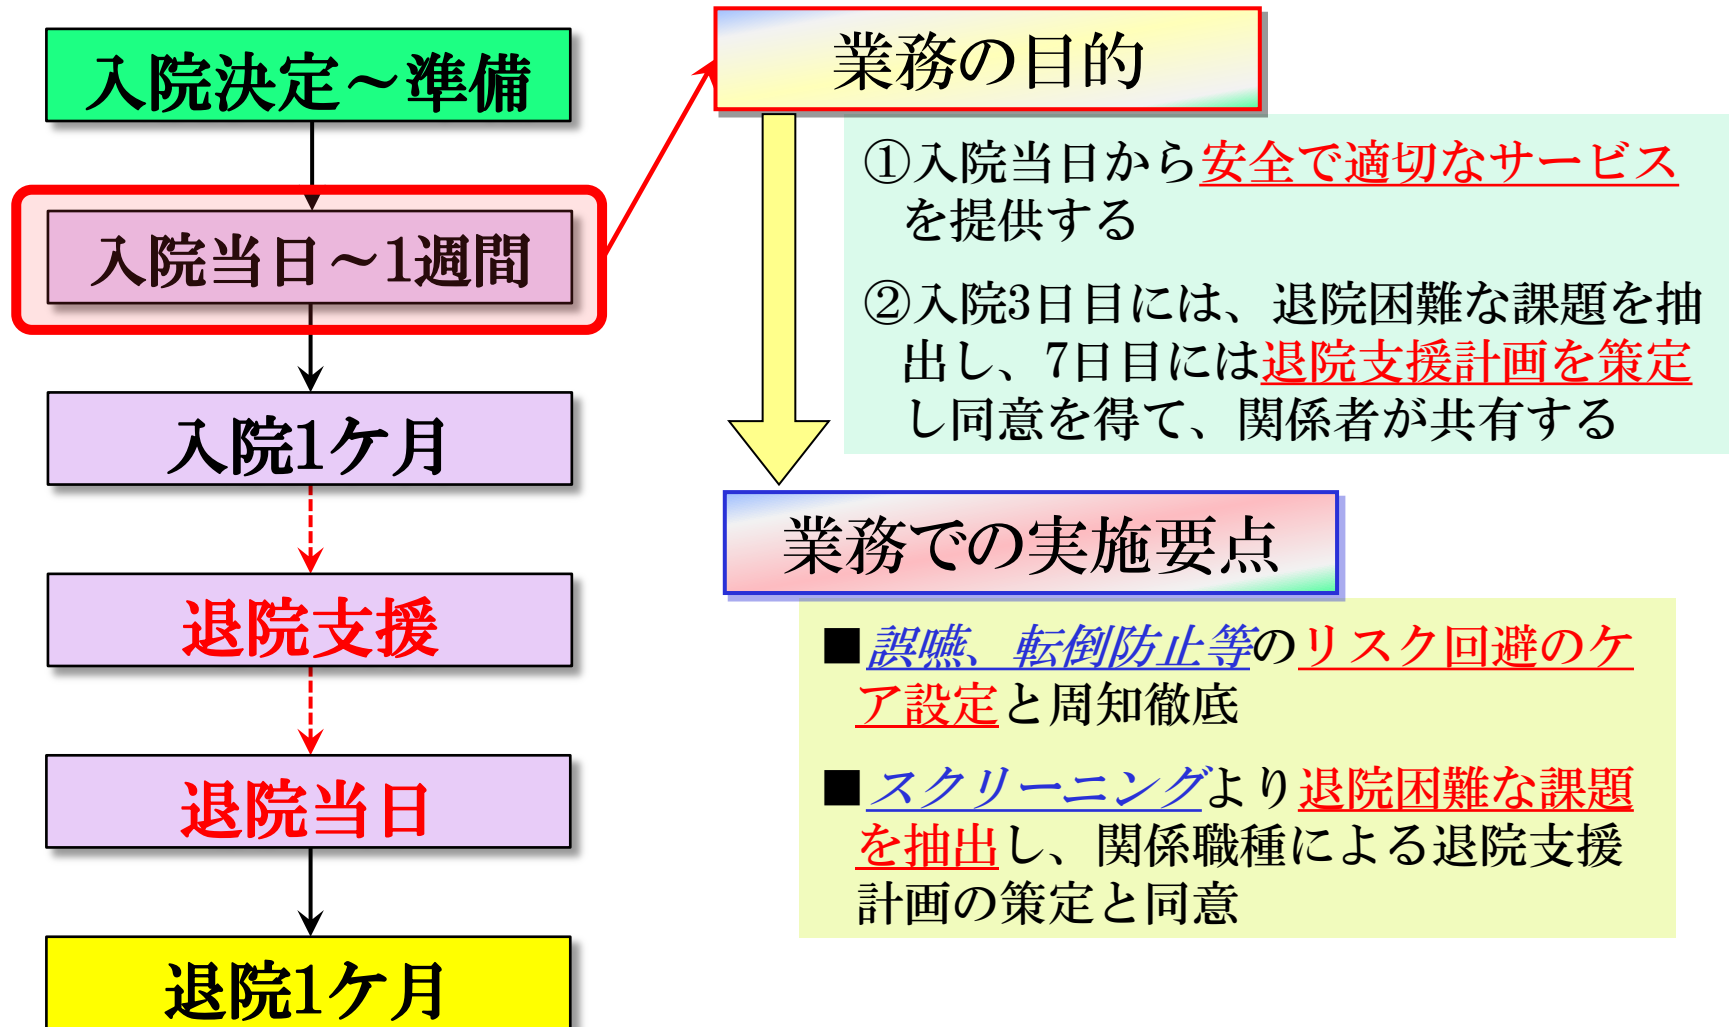 入院決定～準備
入院当日～1週間
入院1ケ月
退院支援
退院当日
退院1ケ月
業務の目的
①入院当日から安全で適切なサービス
を提供する
②入院3日目には、退院困難な課題を抽
出し、7日目には退院支援計画を策定
し同意を得て、関係者が共有する
業務での実施要点
■誤嚥、転倒防止等のリスク回避のケ
ア設定と周知徹底
■スクリーニングより退院困難な課題
を抽出し、関係職種による退院支援
計画の策定と同意